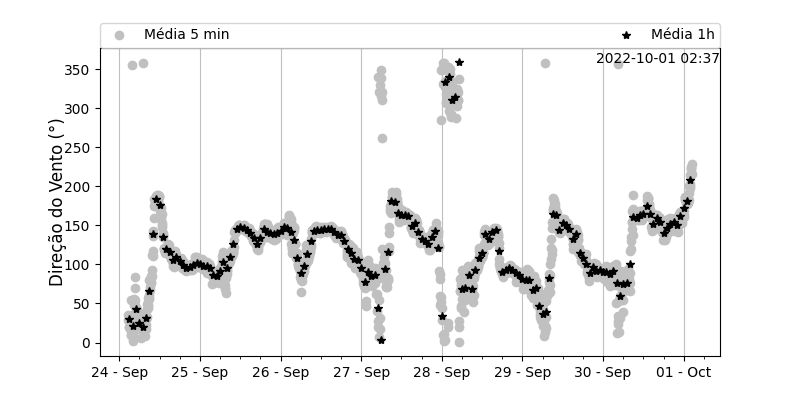 Média 5 min
Média 1h
2022-10-01 02:37
Direção do Vento (°)
350
300
250
200
150
100
50
0
24 - Sep
25 - Sep
26 - Sep
27 - Sep
28 - Sep
29 - Sep
30 - Sep
01 - Oct